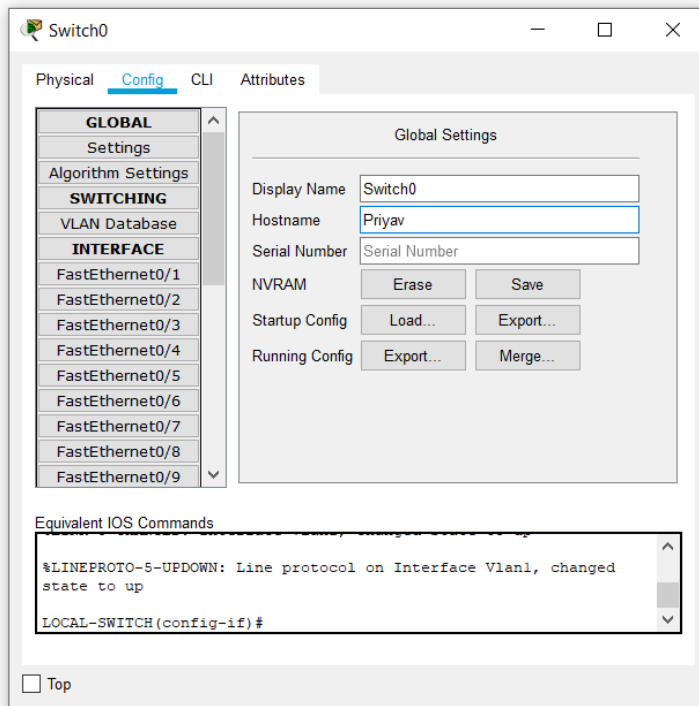 Switch0
Physical Config CLI Attributes
GLOBAL
Settings
Algorithm Settings
SWITCHING
VLAN Database
INTERFACE
FastEthernet0/1
FastEthernet0/2
FastEthernet0/3
FastEthernet0/4
FastEthernet0/5
FastEthernet0/6
FastEthernet0/7
FastEthernet0/8
FastEthernet0/9
Global Settings
Display Name Switch0
Hostname Priyav
Serial Number Serial Number
NVRAM Erase Save
Startup Config Load... Export...
Running Config Export... Merge...
Equivalent IOS Commands
%LINEPROTO-5-UPDOWN: Line protocol on Interface Vlan1, changed
state to up
LOCAL-SWITCH(config-if)#
Top